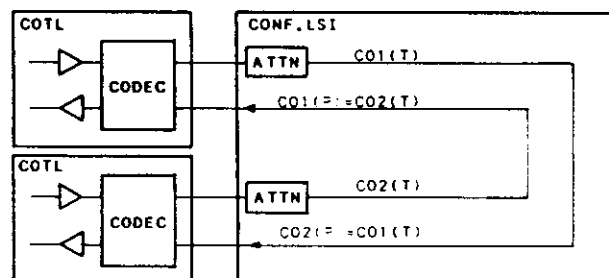 COTL
CONF.LSI
ATTN
CO1(T)
CODEC
CO1(R)=CO2(T)
COTL
ATTN
CO2(T)
CODEC
CO2(R)=CO1(T)